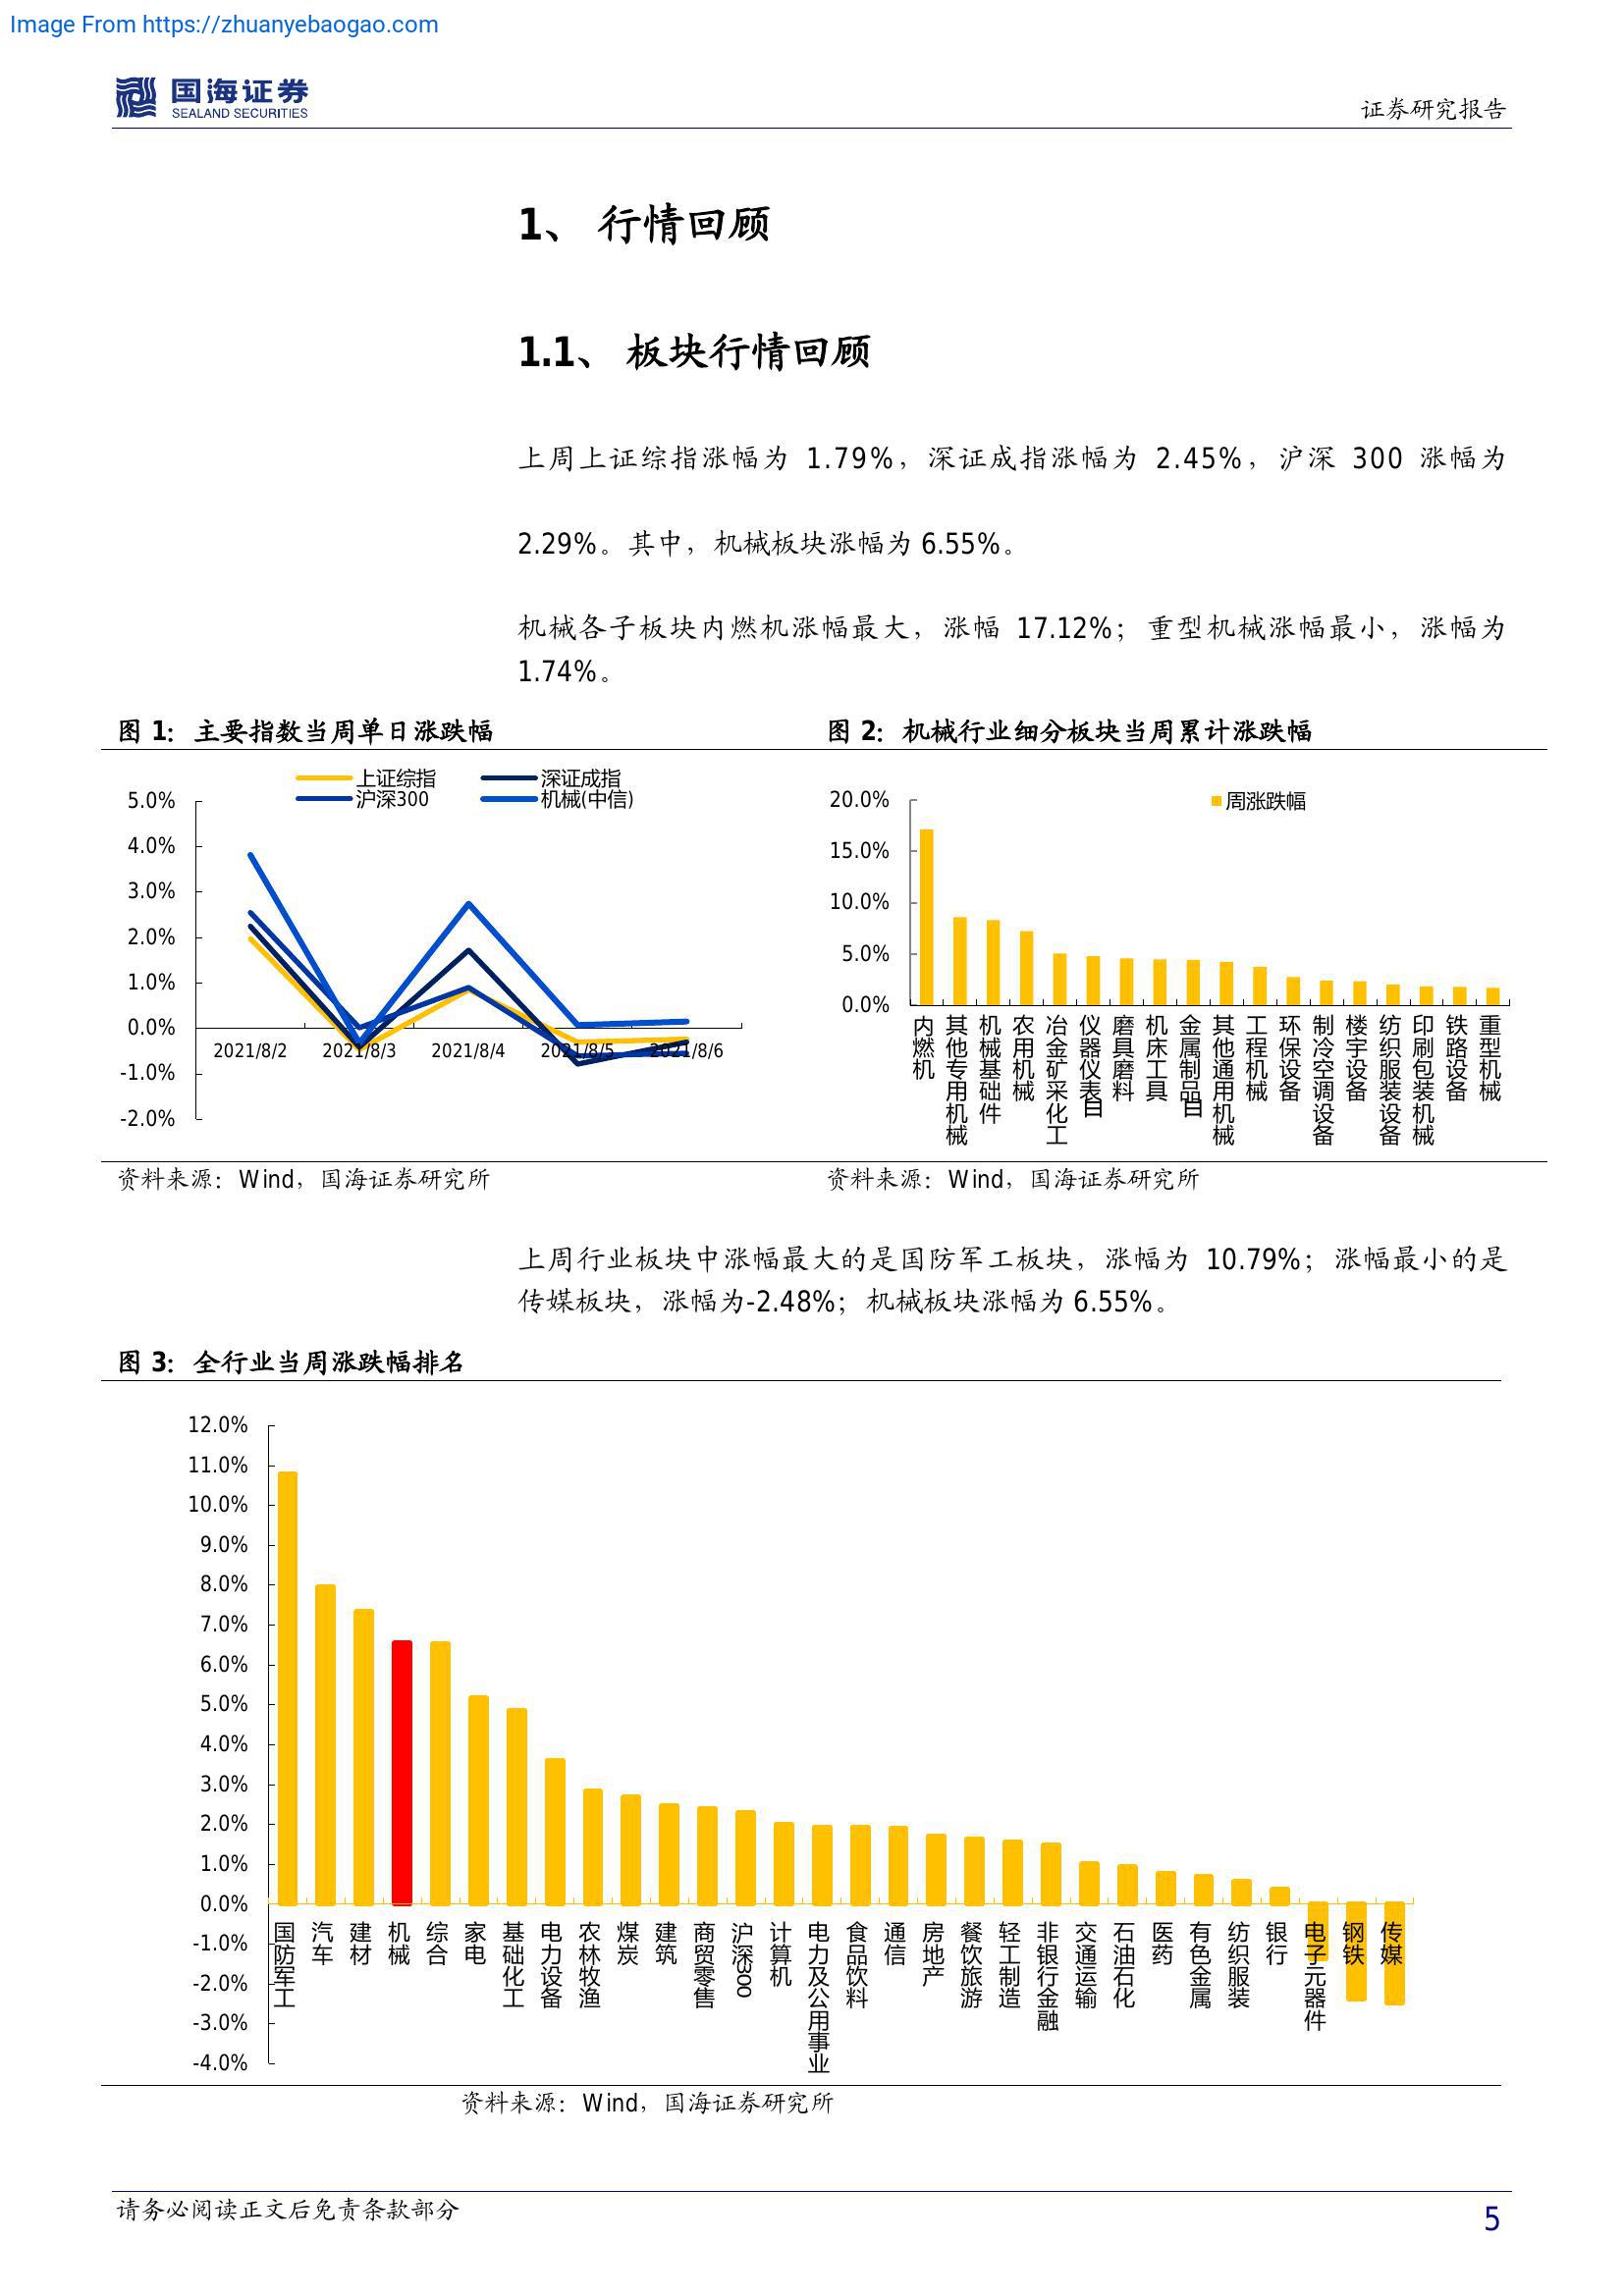 Image From https://zhuanyebaogao.com
国海证券
SEALAND SECURITIES
证券研究报告
1、 行情回顾
1.1、 板块行情回顾
上周上证综指涨幅为 1.79%，深证成指涨幅为 2.45%，沪深 300 涨幅为
2.29%。其中，机械板块涨幅为 6.55%。
机械各子板块内燃机涨幅最大，涨幅 17.12%；重型机械涨幅最小，涨幅为
1.74%。
图 1：主要指数当周单日涨跌幅
上证综指
深证成指
沪深300
机械(中信)
5.0%
4.0%
3.0%
2.0%
1.0%
0.0%
-1.0%
-2.0%
2021/8/2
2021/8/3
2021/8/4
2021/8/5
2021/8/6
资料来源：Wind，国海证券研究所
图 2：机械行业细分板块当周累计涨跌幅
周涨跌幅
20.0%
15.0%
10.0%
5.0%
0.0%
内燃机
其他专用机械
机械基础件
农用机械
冶金矿采化工
仪器仪表目
磨具磨料
机床工具
金属制品目
其他通用机械
工程机械
环保设备
制冷空调设备
楼宇设备
纺织服装设备
印刷包装机械
铁路设备
重型机械
资料来源：Wind，国海证券研究所
上周行业板块中涨幅最大的是国防军工板块，涨幅为 10.79%；涨幅最小的是
传媒板块，涨幅为-2.48%；机械板块涨幅为 6.55%。
图 3：全行业当周涨跌幅排名
12.0%
11.0%
10.0%
9.0%
8.0%
7.0%
6.0%
5.0%
4.0%
3.0%
2.0%
1.0%
0.0%
-1.0%
-2.0%
-3.0%
-4.0%
国防军工
汽车
建材
机械
综合
家电
基础化工
电力设备
农林牧渔
煤炭
建筑
商贸零售
沪深300
计算机
电力及公用事业
食品饮料
通信
房地产
餐饮旅游
轻工制造
非银行金融
交通运输
石油石化
医药
有色金属
纺织服装
银行
电子元器件
钢铁
传媒
资料来源：Wind，国海证券研究所
请务必阅读正文后免责条款部分
5